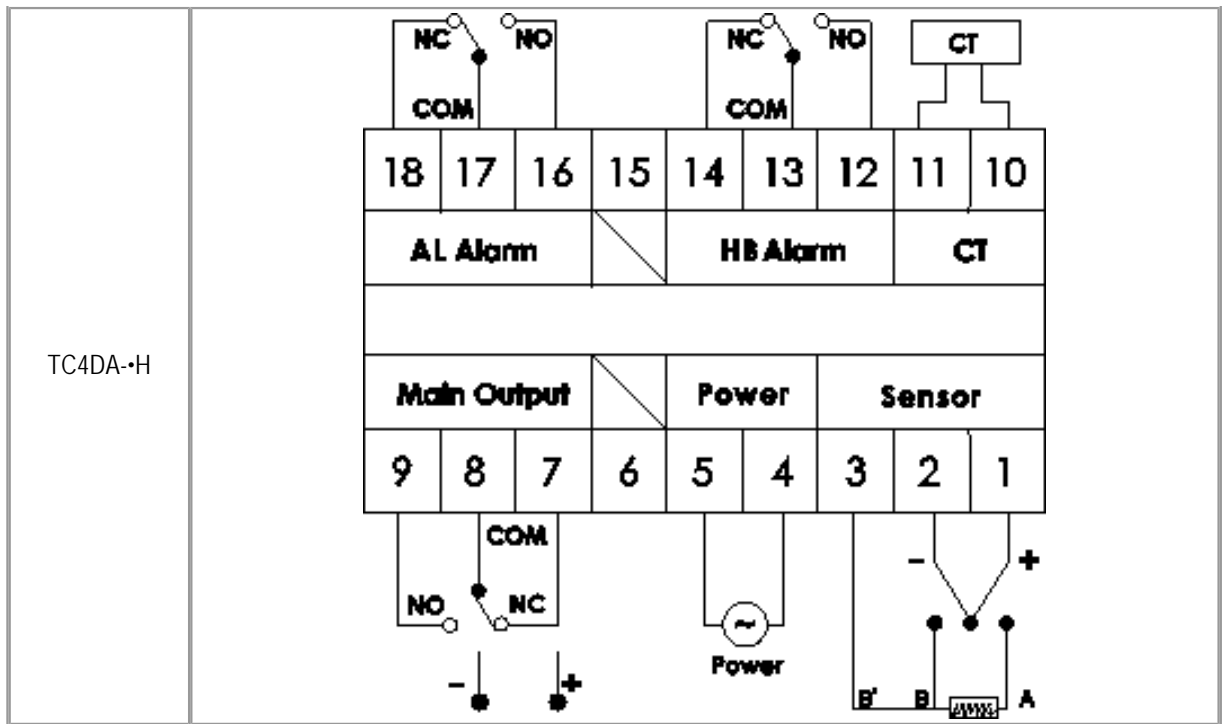 NC NO NC NO CT
COM COM
18 17 16 15 14 13 12 11 10
AL Alarm HB Alarm CT
TC4DA-•H
Main Output Power Sensor
9 8 7 6 5 4 3 2 1
COM
- +
NO NC
~
Power
- +
B' B A